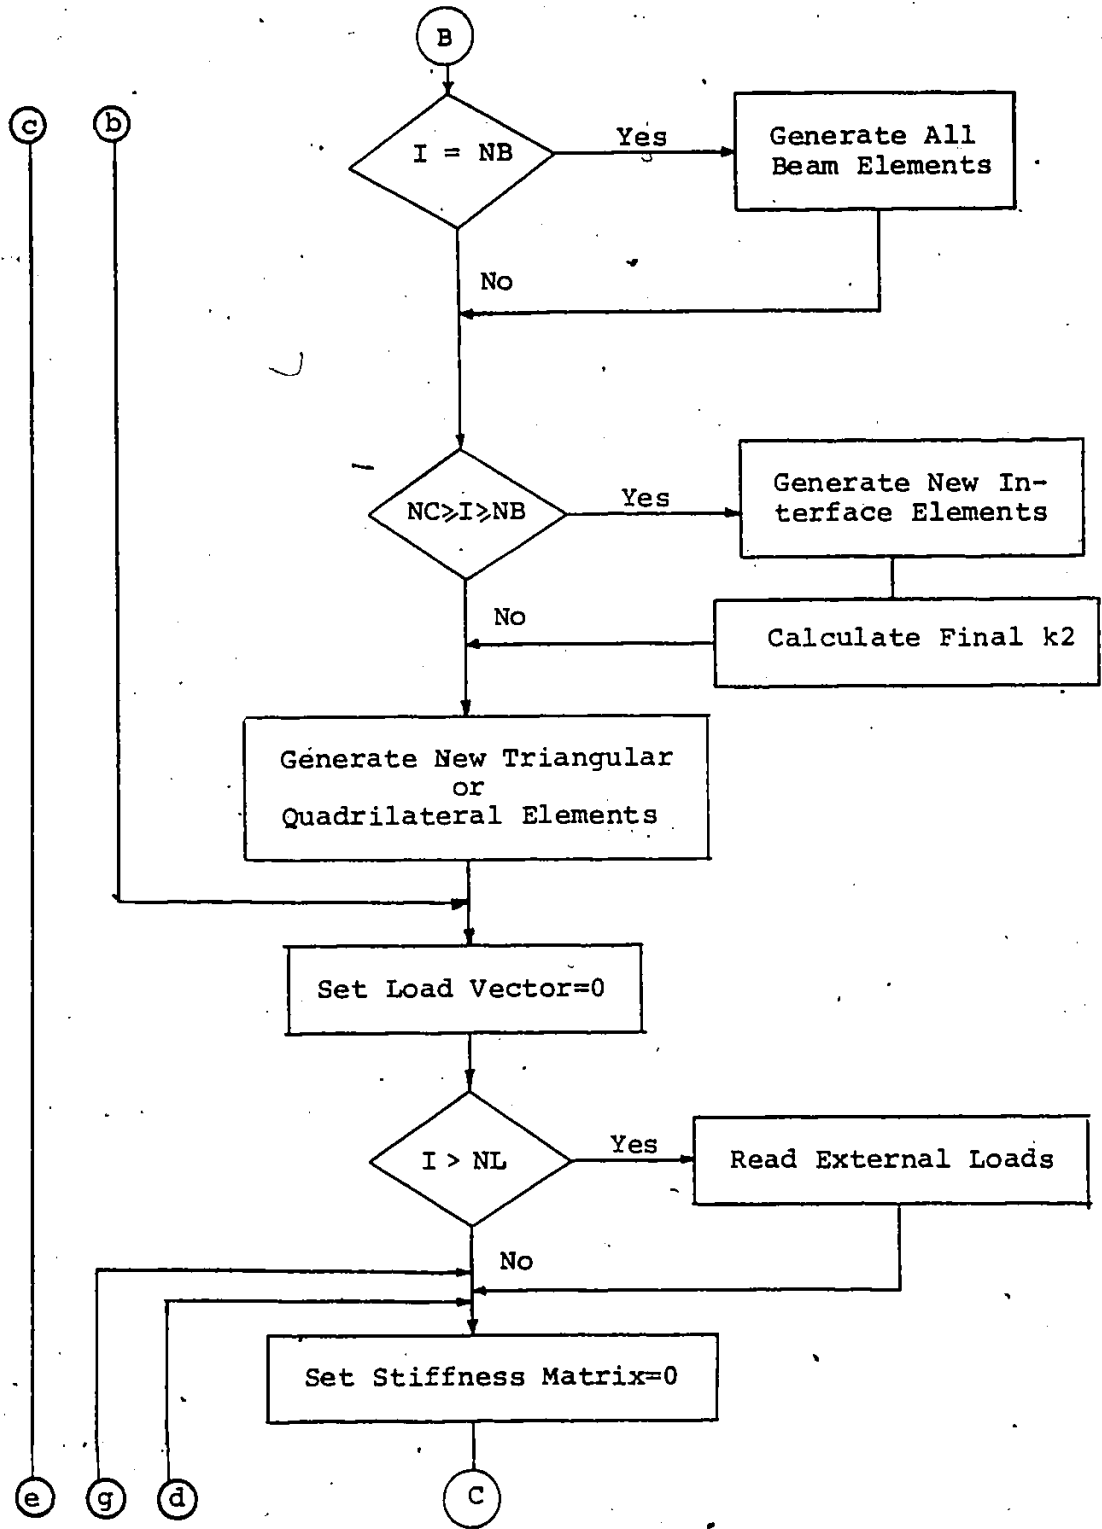 B
c
b
I = NB
Yes
Generate All
Beam Elements
No
NC⩾I⩾NB
Yes
Generate New In-
terface Elements
No
Calculate Final k2
Generate New Triangular
or
Quadrilateral Elements
Set Load Vector=0
I > NL
Yes
Read External Loads
No
Set Stiffness Matrix=0
e
g
d
C